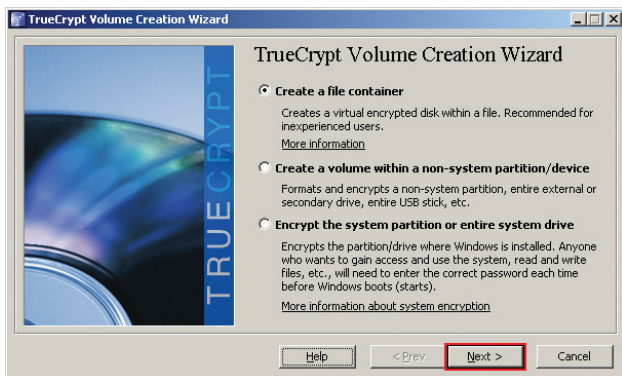 TrueCrypt Volume Creation Wizard
TRUECRYPT
TrueCrypt Volume Creation Wizard
Create a file container
Creates a virtual encrypted disk within a file. Recommended for
inexperienced users.
More information
Create a volume within a non-system partition/device
Formats and encrypts a non-system partition, entire external or
secondary drive, entire USB stick, etc.
Encrypt the system partition or entire system drive
Encrypts the partition/drive where Windows is installed. Anyone
who wants to gain access and use the system, read and write
files, etc., will need to enter the correct password each time
before Windows boots (starts).
More information about system encryption
Help
< Prev
Next >
Cancel